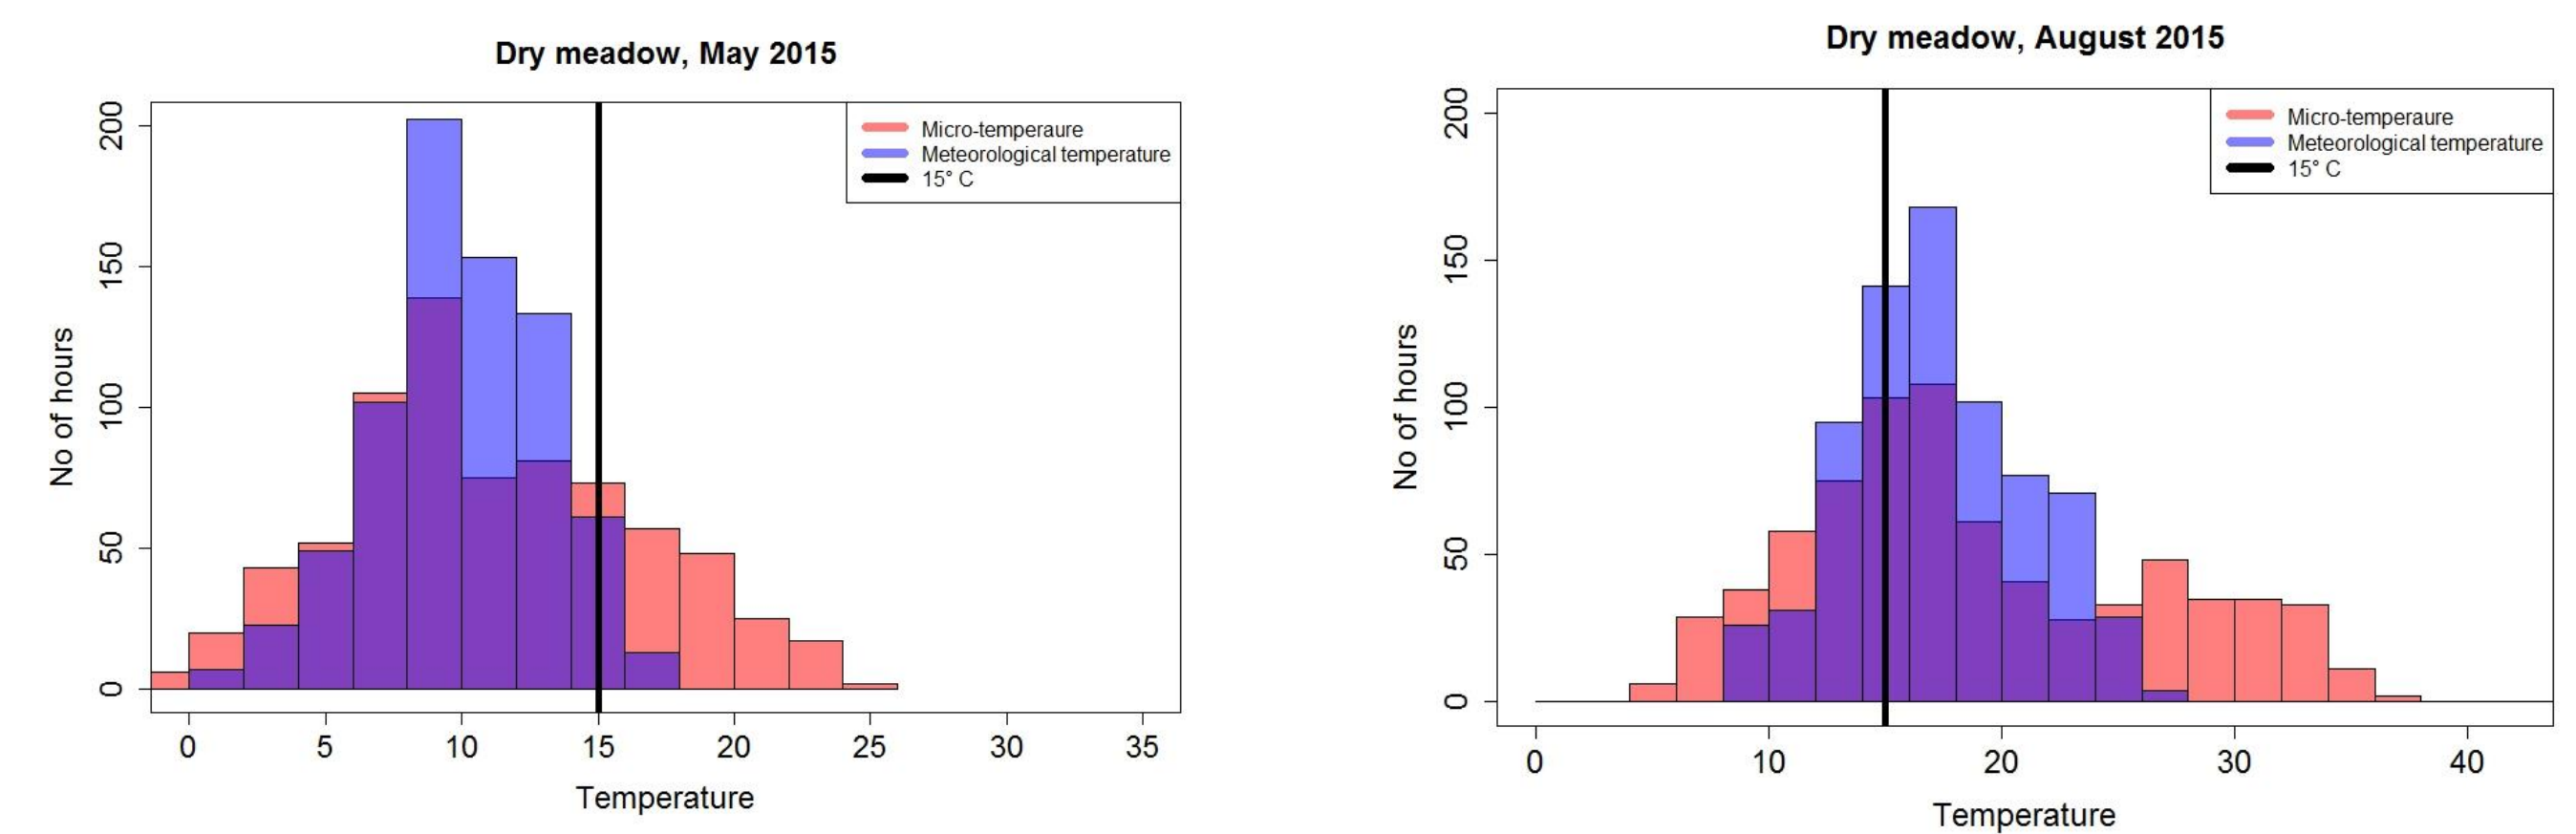 Dry meadow, May 2015
Micro-temperaure
Meteorological temperature
15° C
No of hours
200
150
100
50
0
0 5 10 15 20 25 30 35
Temperature
Dry meadow, August 2015
Micro-temperaure
Meteorological temperature
15° C
No of hours
200
150
100
50
0
0 10 20 30 40
Temperature